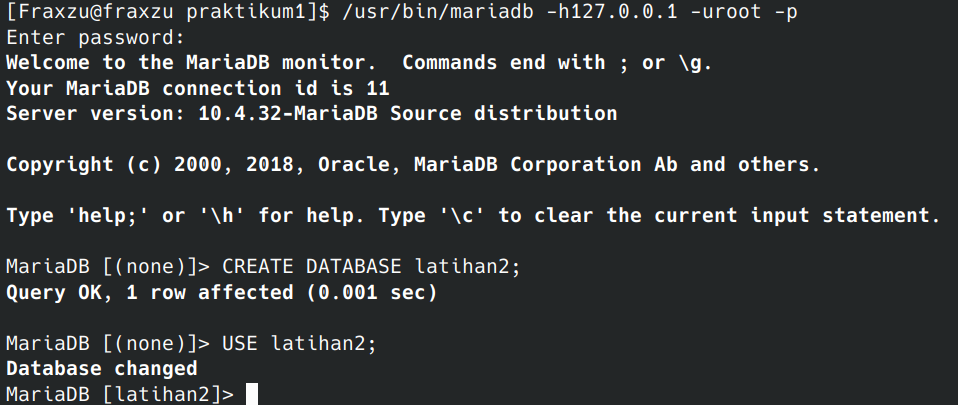 [Fraxzu@fraxzu praktikum1]$ /usr/bin/mariadb -h127.0.0.1 -uroot -p
Enter password:
Welcome to the MariaDB monitor.  Commands end with ; or \g.
Your MariaDB connection id is 11
Server version: 10.4.32-MariaDB Source distribution
Copyright (c) 2000, 2018, Oracle, MariaDB Corporation Ab and others.
Type 'help;' or '\h' for help. Type '\c' to clear the current input statement.
MariaDB [(none)]> CREATE DATABASE latihan2;
Query OK, 1 row affected (0.001 sec)
MariaDB [(none)]> USE latihan2;
Database changed
MariaDB [latihan2]>